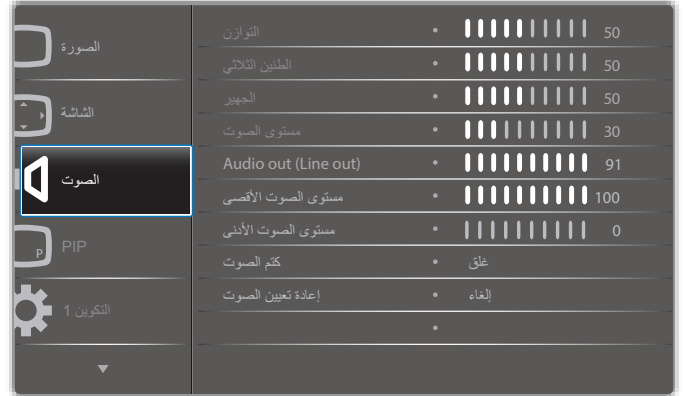 الصورة
الشاشة
الصوت
PIP
P
التكوين 1
التوازن • 50
الطنين الثلاثي • 50
الجهير • 50
مستوى الصوت • 30
Audio out (Line out) • 91
مستوى الصوت الأقصى • 100
مستوى الصوت الأدنى • 0
كتم الصوت • غلق
إعادة تعيين الصوت • إلغاء
•